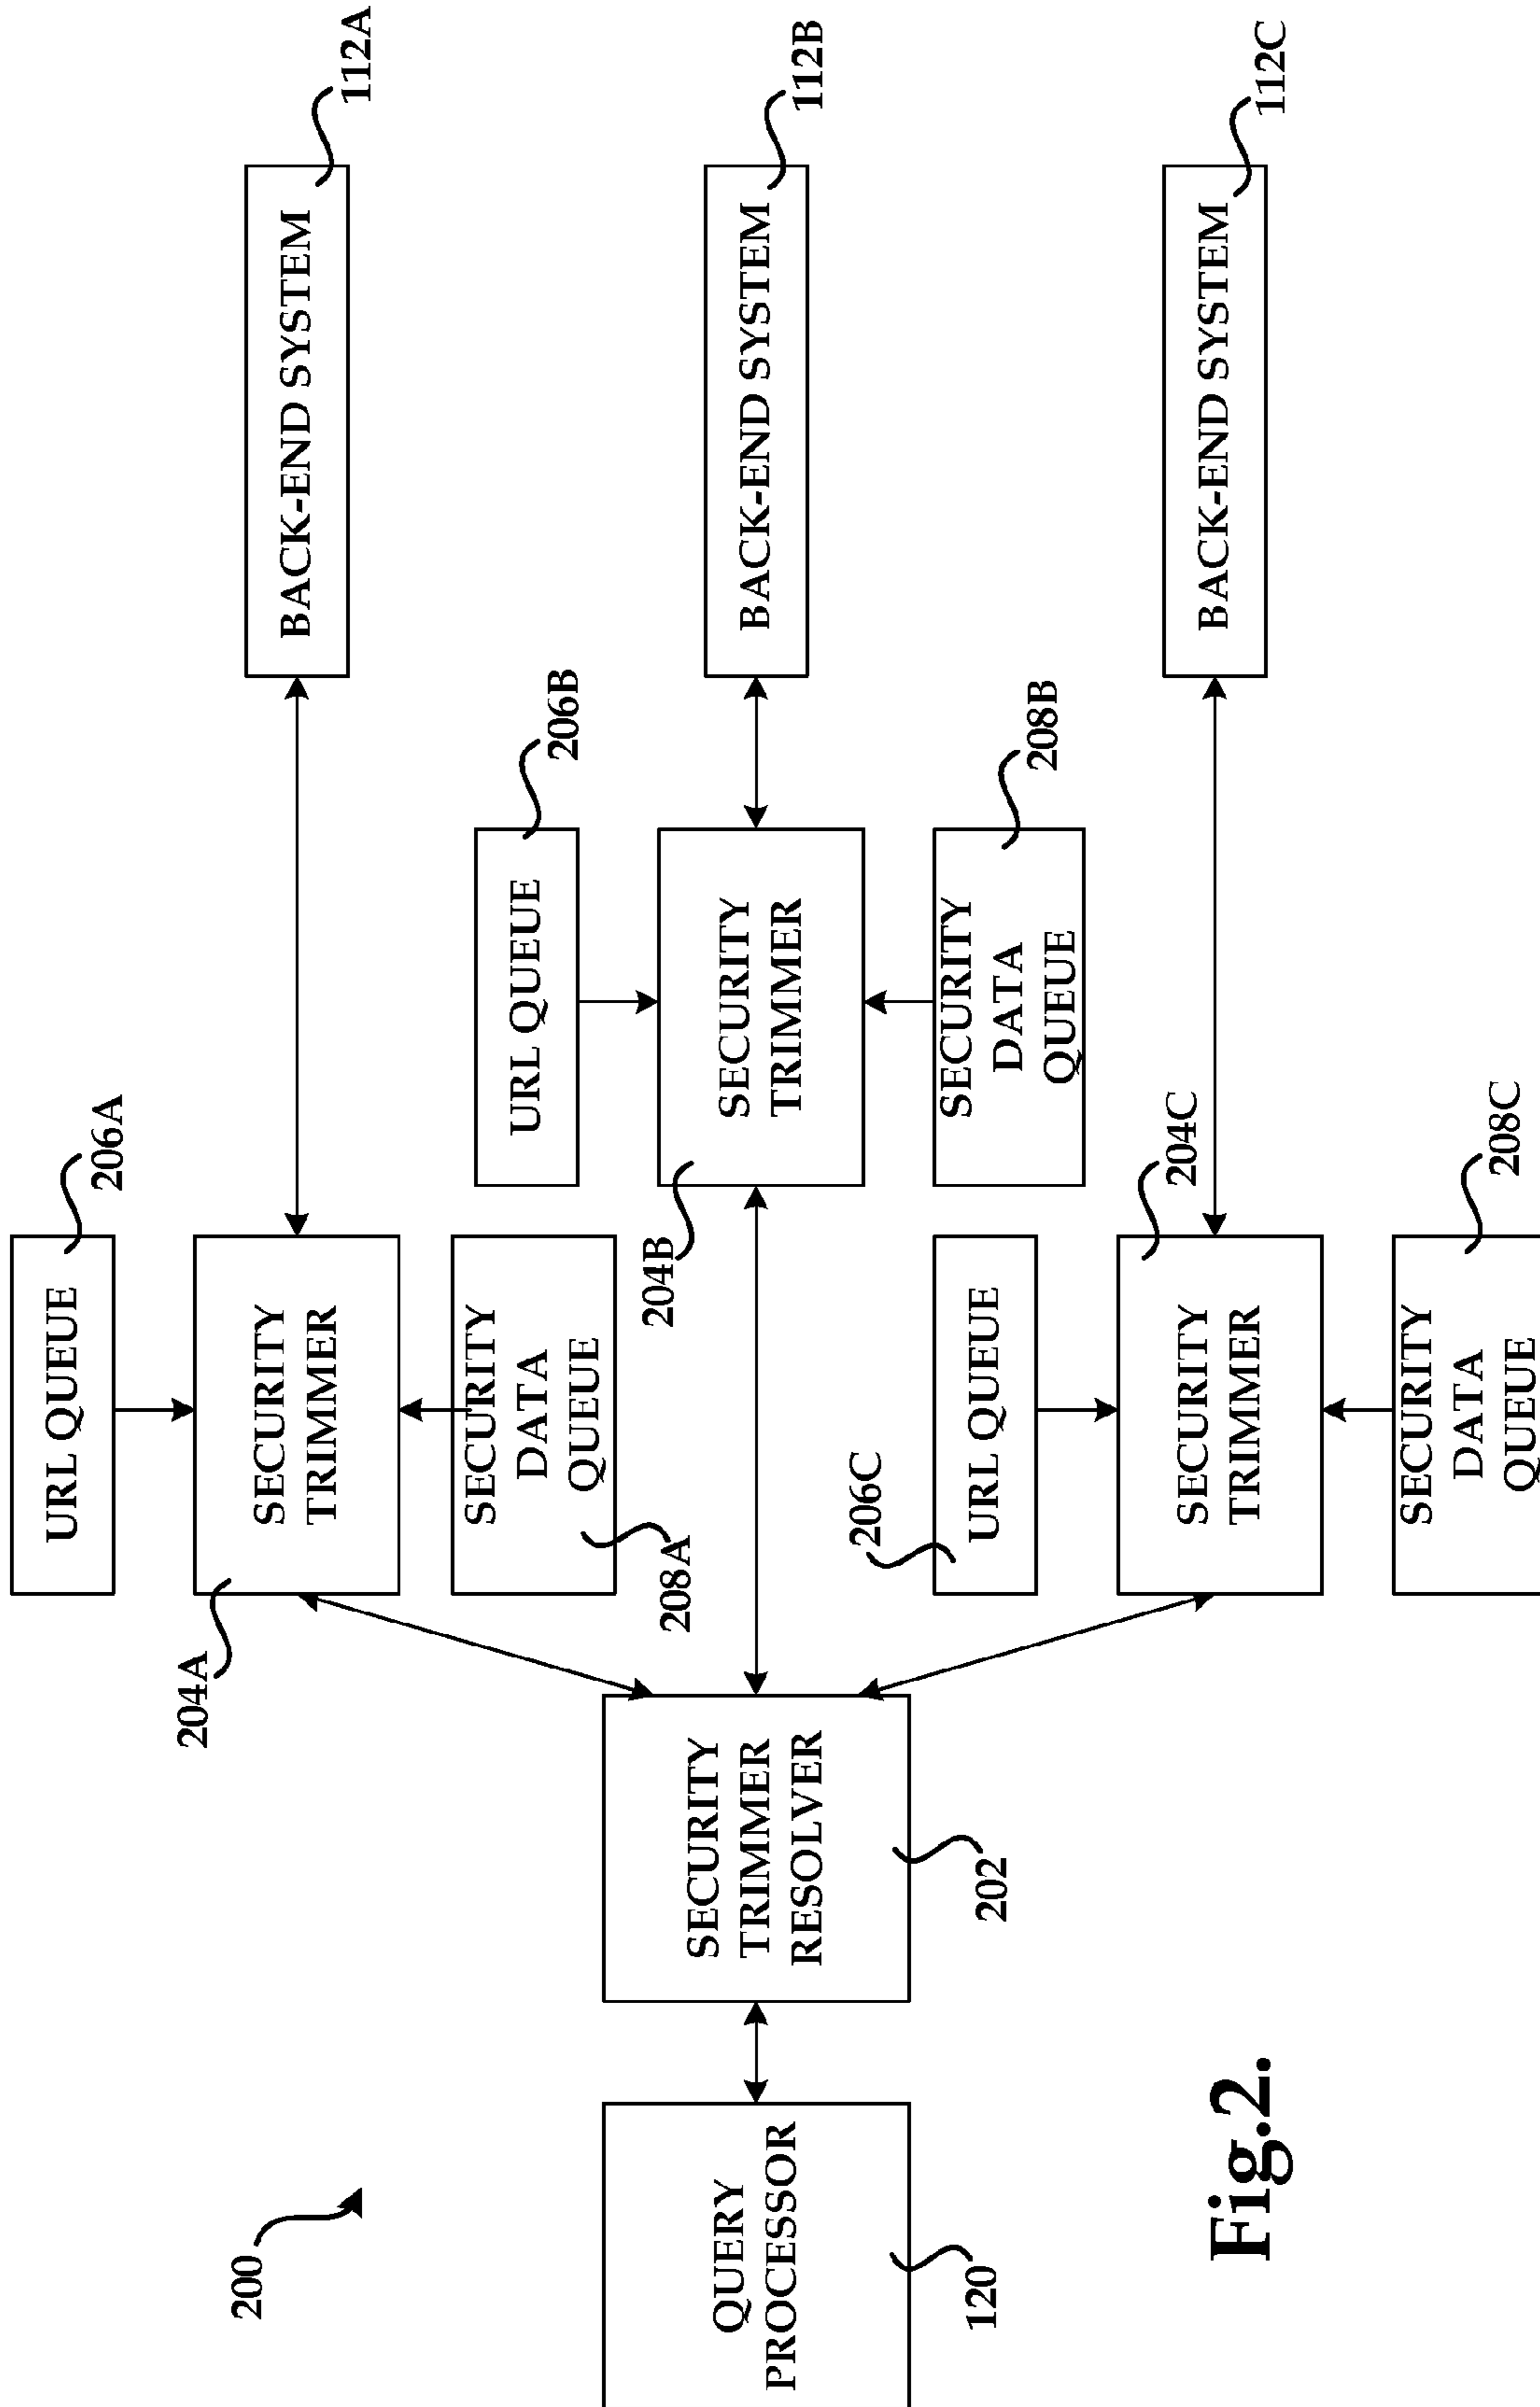 200
QUERY
PROCESSOR
120
SECURITY
TRIMMER
RESOLVER
202
URL QUEUE
206A
204A
SECURITY
TRIMMER
SECURITY
DATA
QUEUE
208A
BACK-END SYSTEM
112A
URL QUEUE
206B
204B
SECURITY
TRIMMER
SECURITY
DATA
QUEUE
208B
BACK-END SYSTEM
112B
206C
URL QUEUE
204C
SECURITY
TRIMMER
SECURITY
DATA
QUEUE
208C
BACK-END SYSTEM
112C
Fig.2.